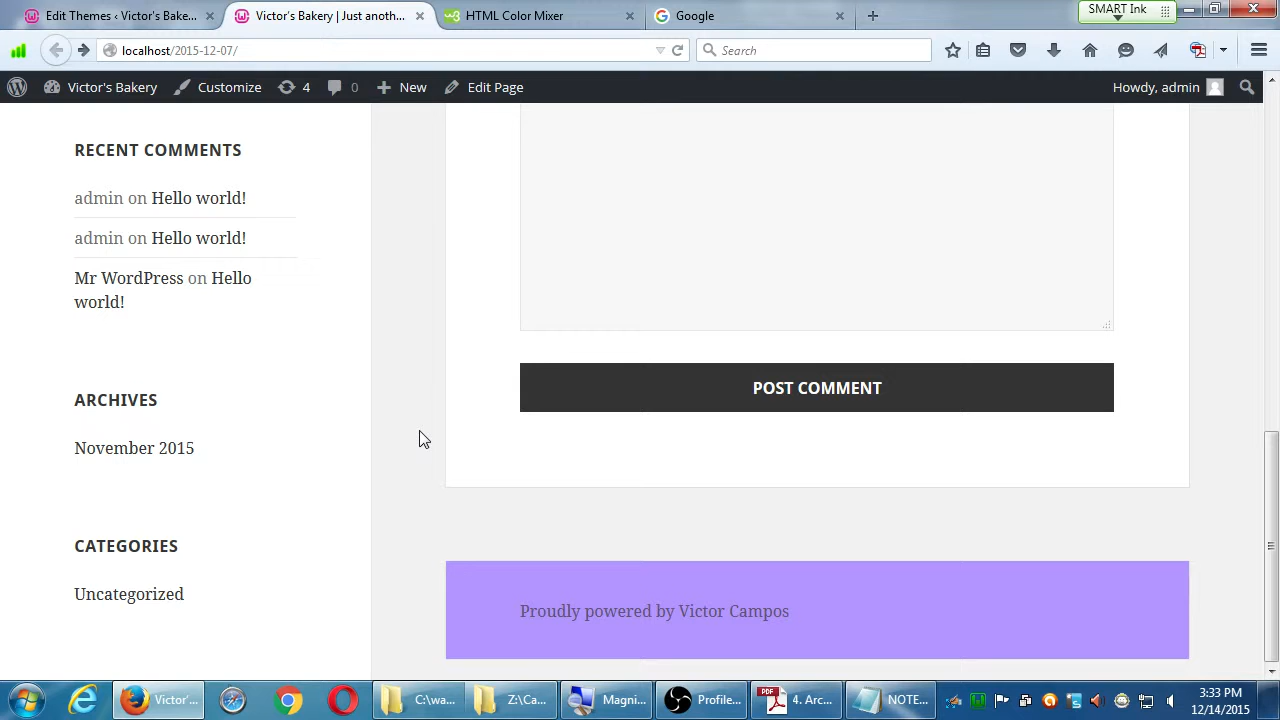 Edit Themes ‹ Victor's Bake...
Victor's Bakery | Just anoth...
HTML Color Mixer
Google
SMART Ink
localhost/2015-12-07/
Search
Victor's Bakery
Customize
4
0
New
Edit Page
Howdy, admin
RECENT COMMENTS
admin on Hello world!
admin on Hello world!
Mr WordPress on Hello
world!
ARCHIVES
November 2015
CATEGORIES
Uncategorized
POST COMMENT
Proudly powered by Victor Campos
Victor'...
C:\wa...
Z:\Ca...
Magni...
Profile...
PDF
4. Arc...
NOTE...
3:33 PM
12/14/2015